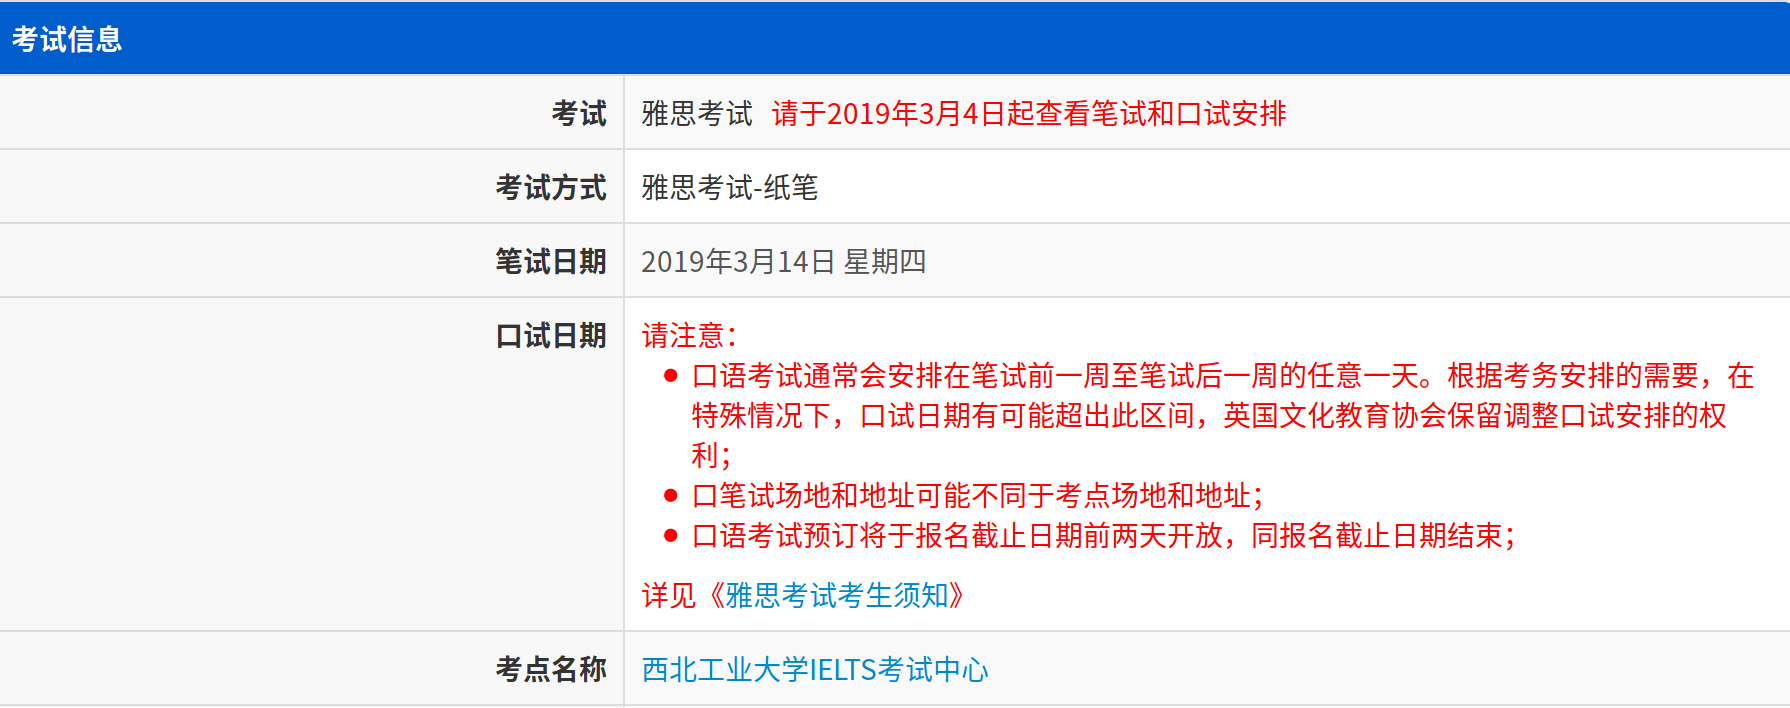 考试信息
考试 雅思考试 请于2019年3月4日起查看笔试和口试安排
考试方式 雅思考试-纸笔
笔试日期 2019年3月14日 星期四
口试日期 请注意：
● 口语考试通常会安排在笔试前一周至笔试后一周的任意一天。根据考务安排的需要，在
特殊情况下，口试日期有可能超出此区间，英国文化教育协会保留调整口试安排的权
利；
● 口笔试场地和地址可能不同于考点场地和地址；
● 口语考试预订将于报名截止日期前两天开放，同报名截止日期结束；
详见《雅思考试考生须知》
考点名称 西北工业大学IELTS考试中心